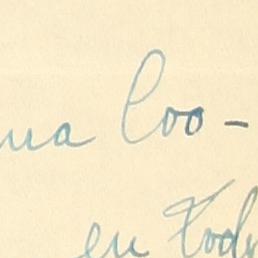 ua Coo-
en Tod